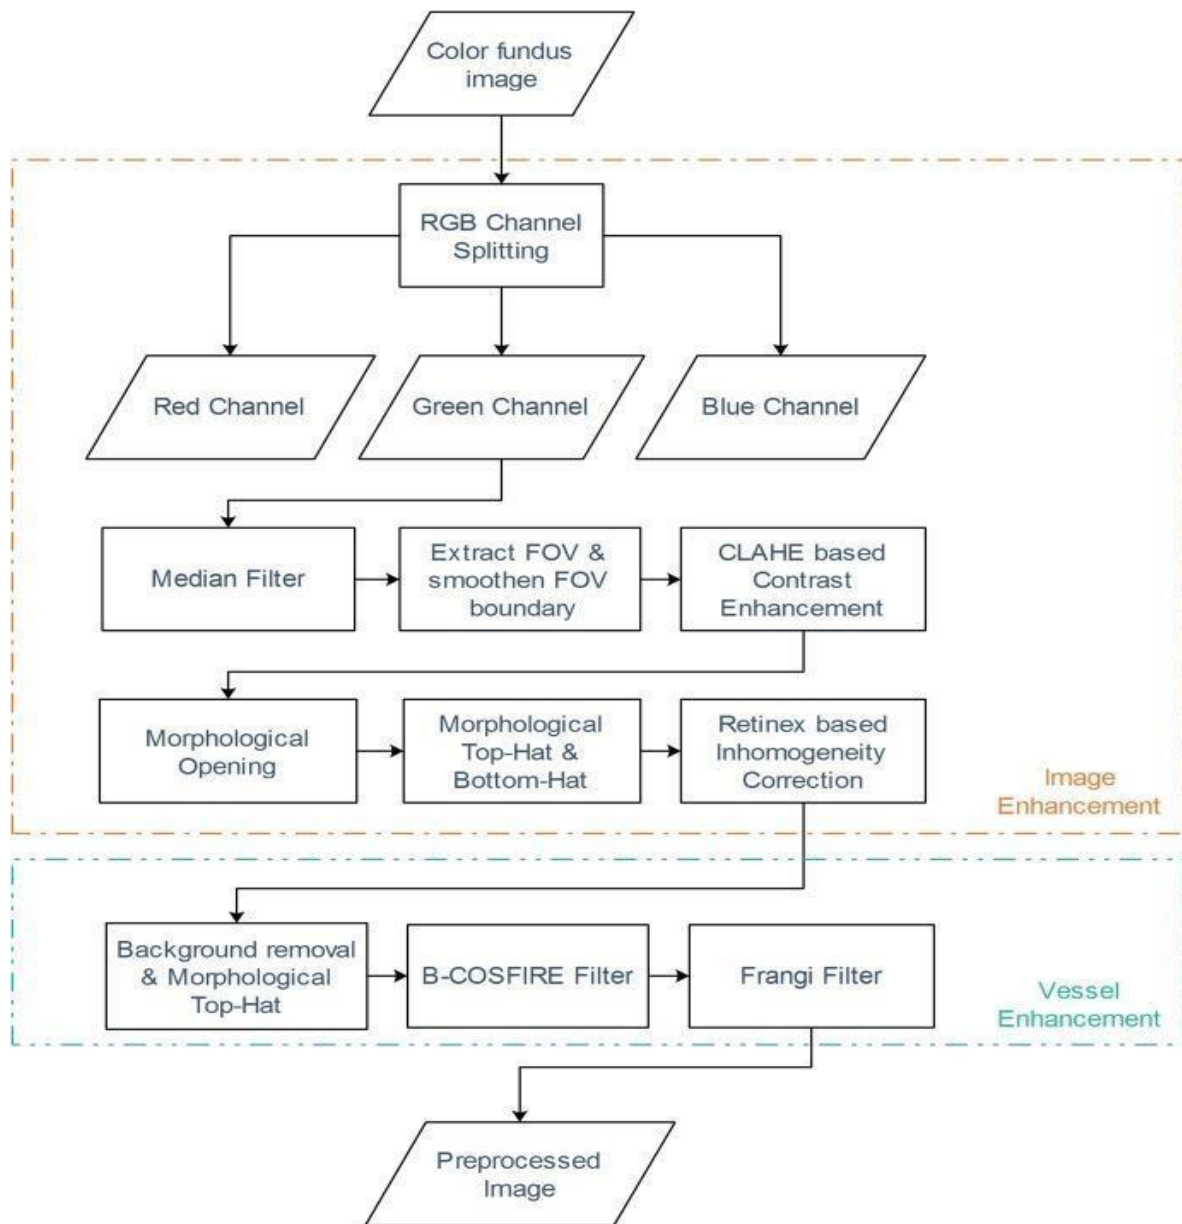 Color fundus
image
RGB Channel
Splitting
Red Channel
Green Channel
Blue Channel
Median Filter
Extract FOV &
smoothen FOV
boundary
CLAHE based
Contrast
Enhancement
Morphological
Opening
Morphological
Top-Hat &
Bottom-Hat
Retinex based
Inhomogeneity
Correction
Image
Enhancement
Background removal
& Morphological
Top-Hat
B-COSFIRE Filter
Frangi Filter
Vessel
Enhancement
Preprocessed
Image